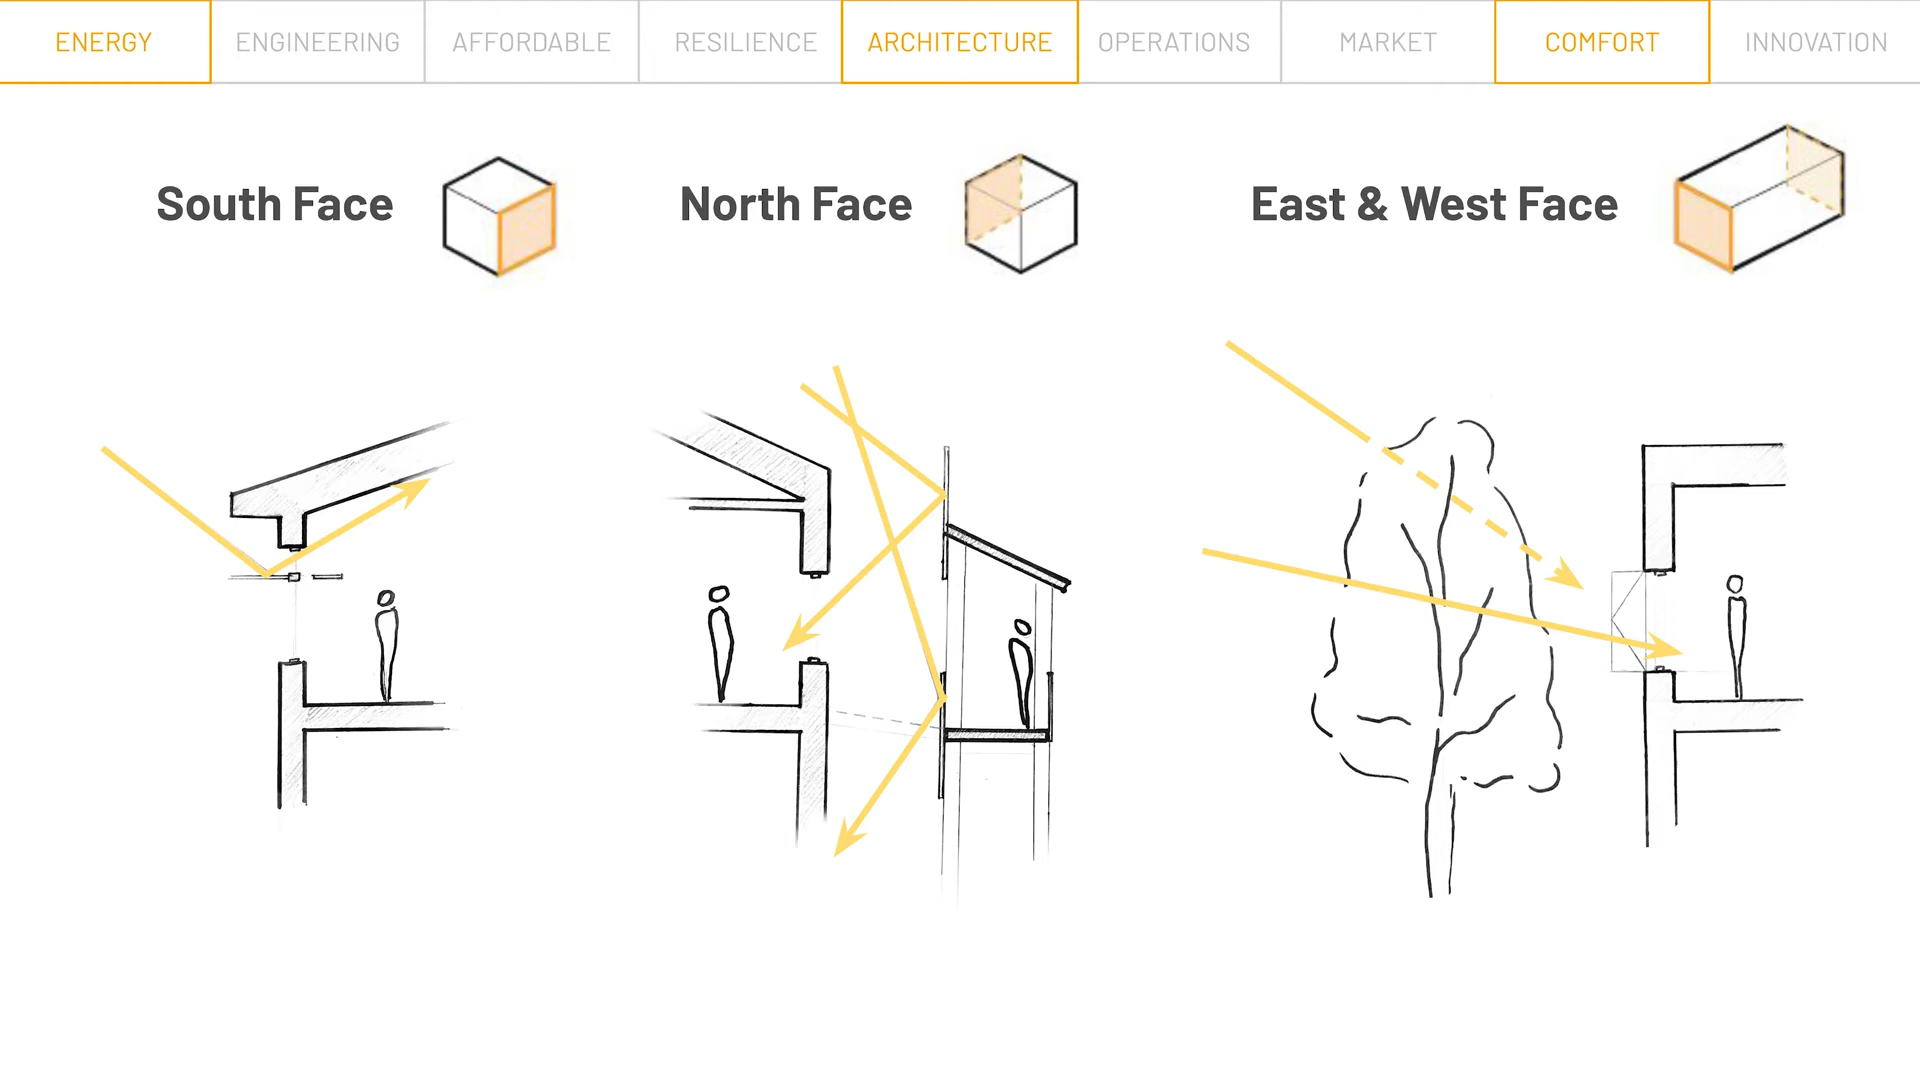 ENERGY
ENGINEERING
AFFORDABLE
RESILIENCE
ARCHITECTURE
OPERATIONS
MARKET
COMFORT
INNOVATION
South Face
North Face
East & West Face